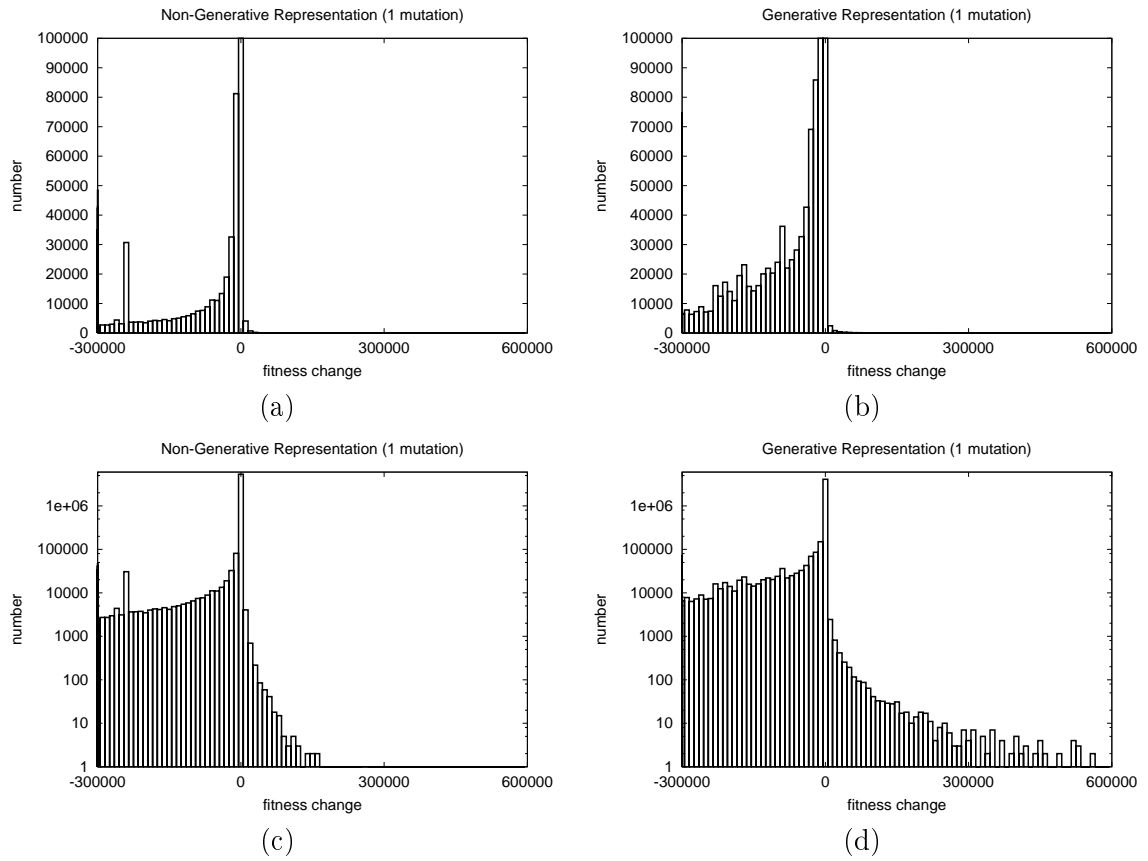 Non-Generative Representation (1 mutation)
100000
90000
80000
70000
60000
50000
40000
30000
20000
10000
0
number
-300000 0 300000 600000
fitness change
(a)
Generative Representation (1 mutation)
100000
90000
80000
70000
60000
50000
40000
30000
20000
10000
0
number
-300000 0 300000 600000
fitness change
(b)
Non-Generative Representation (1 mutation)
1e+06
100000
10000
1000
100
10
1
number
-300000 0 300000 600000
fitness change
(c)
Generative Representation (1 mutation)
1e+06
100000
10000
1000
100
10
1
number
-300000 0 300000 600000
fitness change
(d)